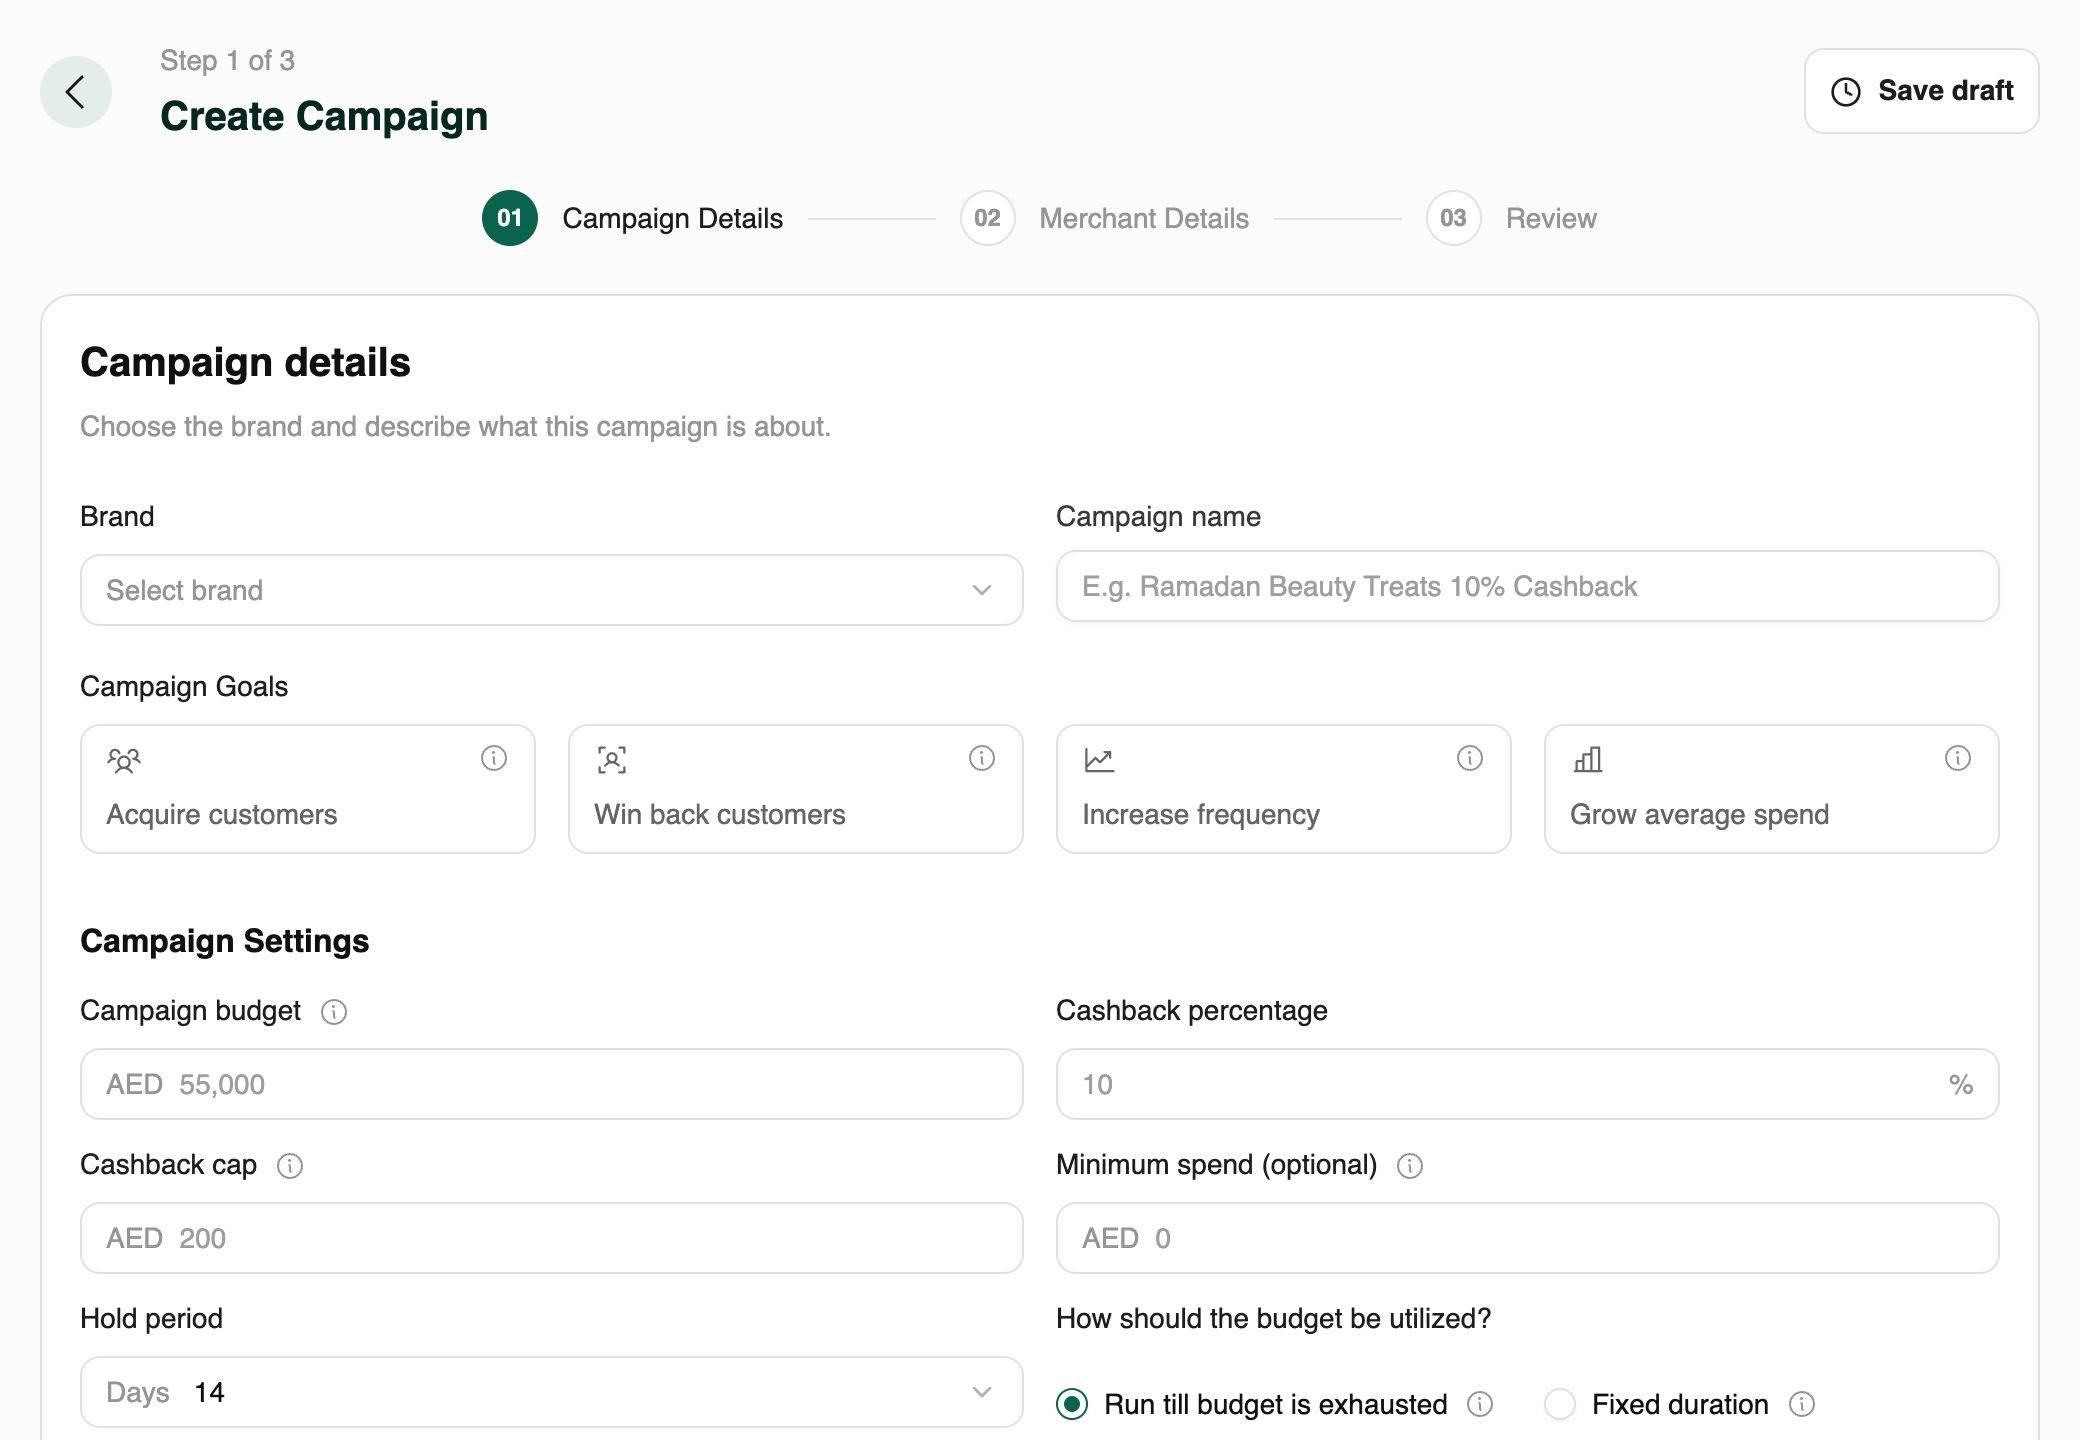 Step 1 of 3
Create Campaign
Save draft
01 Campaign Details 02 Merchant Details 03 Review
Campaign details
Choose the brand and describe what this campaign is about.
Brand
Select brand
Campaign name
E.g. Ramadan Beauty Treats 10% Cashback
Campaign Goals
Acquire customers
Win back customers
Increase frequency
Grow average spend
Campaign Settings
Campaign budget
AED 55,000
Cashback percentage
10 %
Cashback cap
AED 200
Minimum spend (optional)
AED 0
Hold period
Days 14
How should the budget be utilized?
Run till budget is exhausted
Fixed duration